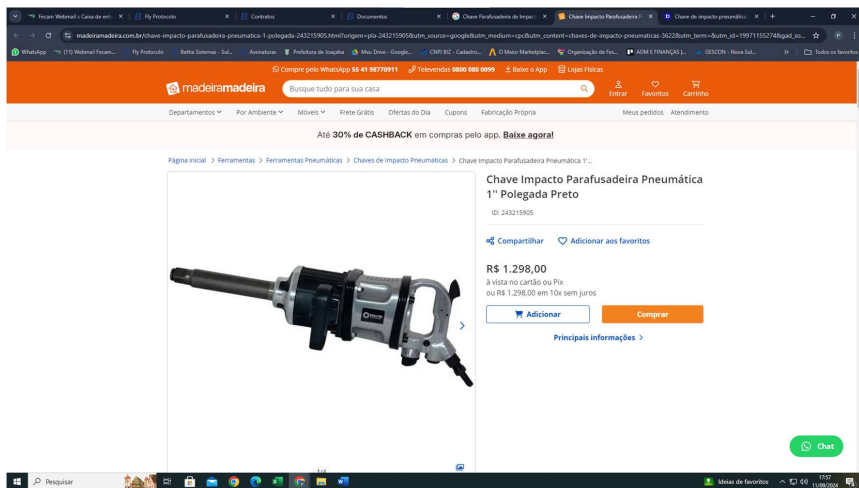 Fecam Webmail :: Caixa de entr
Fly Protocolo
Contratos
Documentos
Chave Parafusadeira de Impact
Chave Impacto Parafusadeira P
Chave de impacto pneumática
madeiramadeira.com.br/chave-impacto-parafusadeira-pneumatica-1-polegada-243215905.html?origem=pla-243215905&utm_source=google&utm_medium=cpc&utm_content=chaves-de-impacto-pneumaticas-3622&utm_term=&utm_id=19971155274&gad_so...
WhatsApp
(11) Webmail Fecam...
Fly Protocolo
Betha Sistemas - Sui...
Assinaturas
Prefeitura de Joaçaba
Meu Drive - Google...
CNPJ BIZ - Cadastro...
O Maior Marketplac...
Organização de Fes...
ADM E FINANÇAS |...
GESCON - Nova Sol...
»
Todos os favoritos
Compre pelo WhatsApp 55 41 98770911
Televendas 0800 080 0099
Baixe o App
Lojas Físicas
madeiramadeira
Busque tudo para sua casa
Entrar
Favoritos
Carrinho
Departamentos
Por Ambiente
Móveis
Frete Grátis
Ofertas do Dia
Cupons
Fabricação Própria
Meus pedidos
Atendimento
Até 30% de CASHBACK em compras pelo app. Baixe agora!
Página inicial > Ferramentas > Ferramentas Pneumáticas > Chaves de Impacto Pneumáticas > Chave Impacto Parafusadeira Pneumática 1'...
Chave Impacto Parafusadeira Pneumática
1'' Polegada Preto
ID: 243215905
Compartilhar
Adicionar aos favoritos
R$ 1.298,00
à vista no cartão ou Pix
ou R$ 1.298,00 em 10x sem juros
Adicionar
Comprar
Principais informações >
Chat
Pesquisar
Ideias de favoritos
17:57
11/09/2024